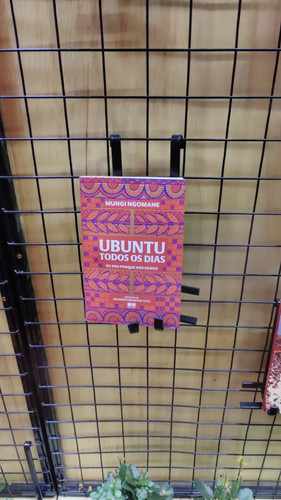 MUNGI NGOMANE
UBUNTU
TODOS OS DIAS
EU SOU PORQUE NÓS SOMOS